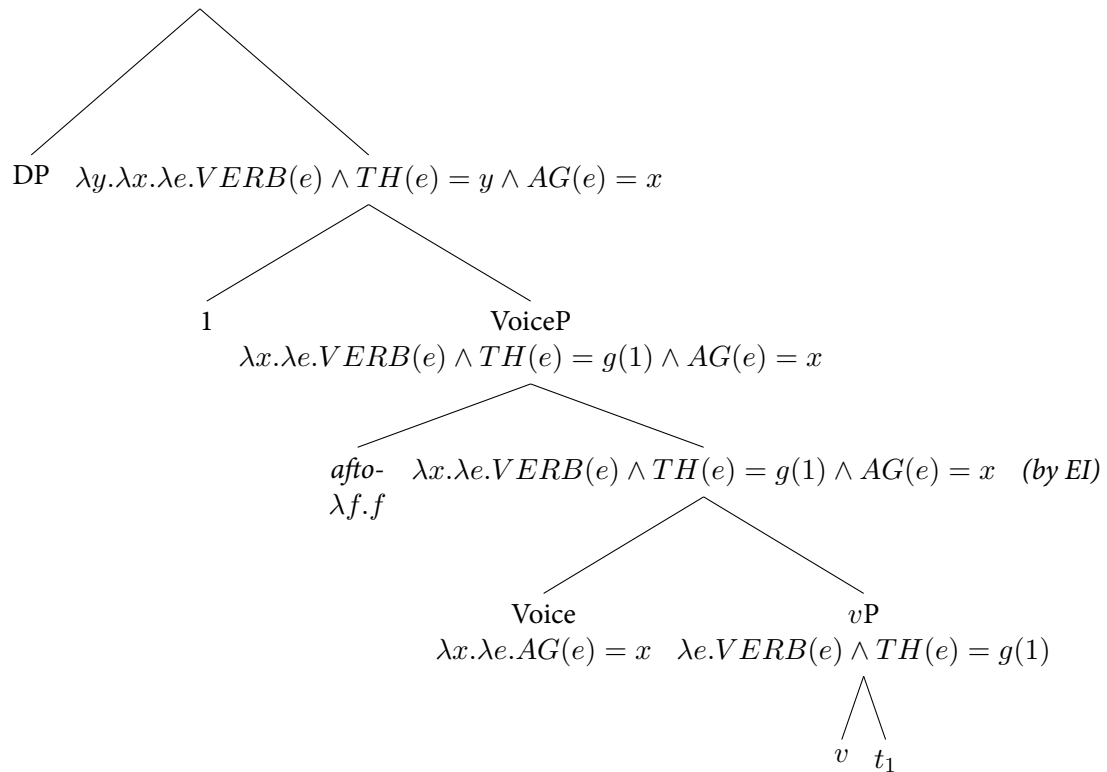 DP λy.λx.λe.VERB(e) ∧ TH(e) = y ∧ AG(e) = x
1 VoiceP
λx.λe.VERB(e) ∧ TH(e) = g(1) ∧ AG(e) = x
afto- λx.λe.VERB(e) ∧ TH(e) = g(1) ∧ AG(e) = x (by EI)
λf.f
Voice vP
λx.λe.AG(e) = x λe.VERB(e) ∧ TH(e) = g(1)
v t₁